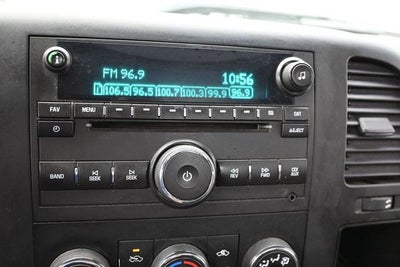 FM 96.9 10:56
1 106.5 96.5 100.7 100.3 99.9 96.9
FAV MENU CAT
EJECT
BAND SEEK SEEK REV FWD